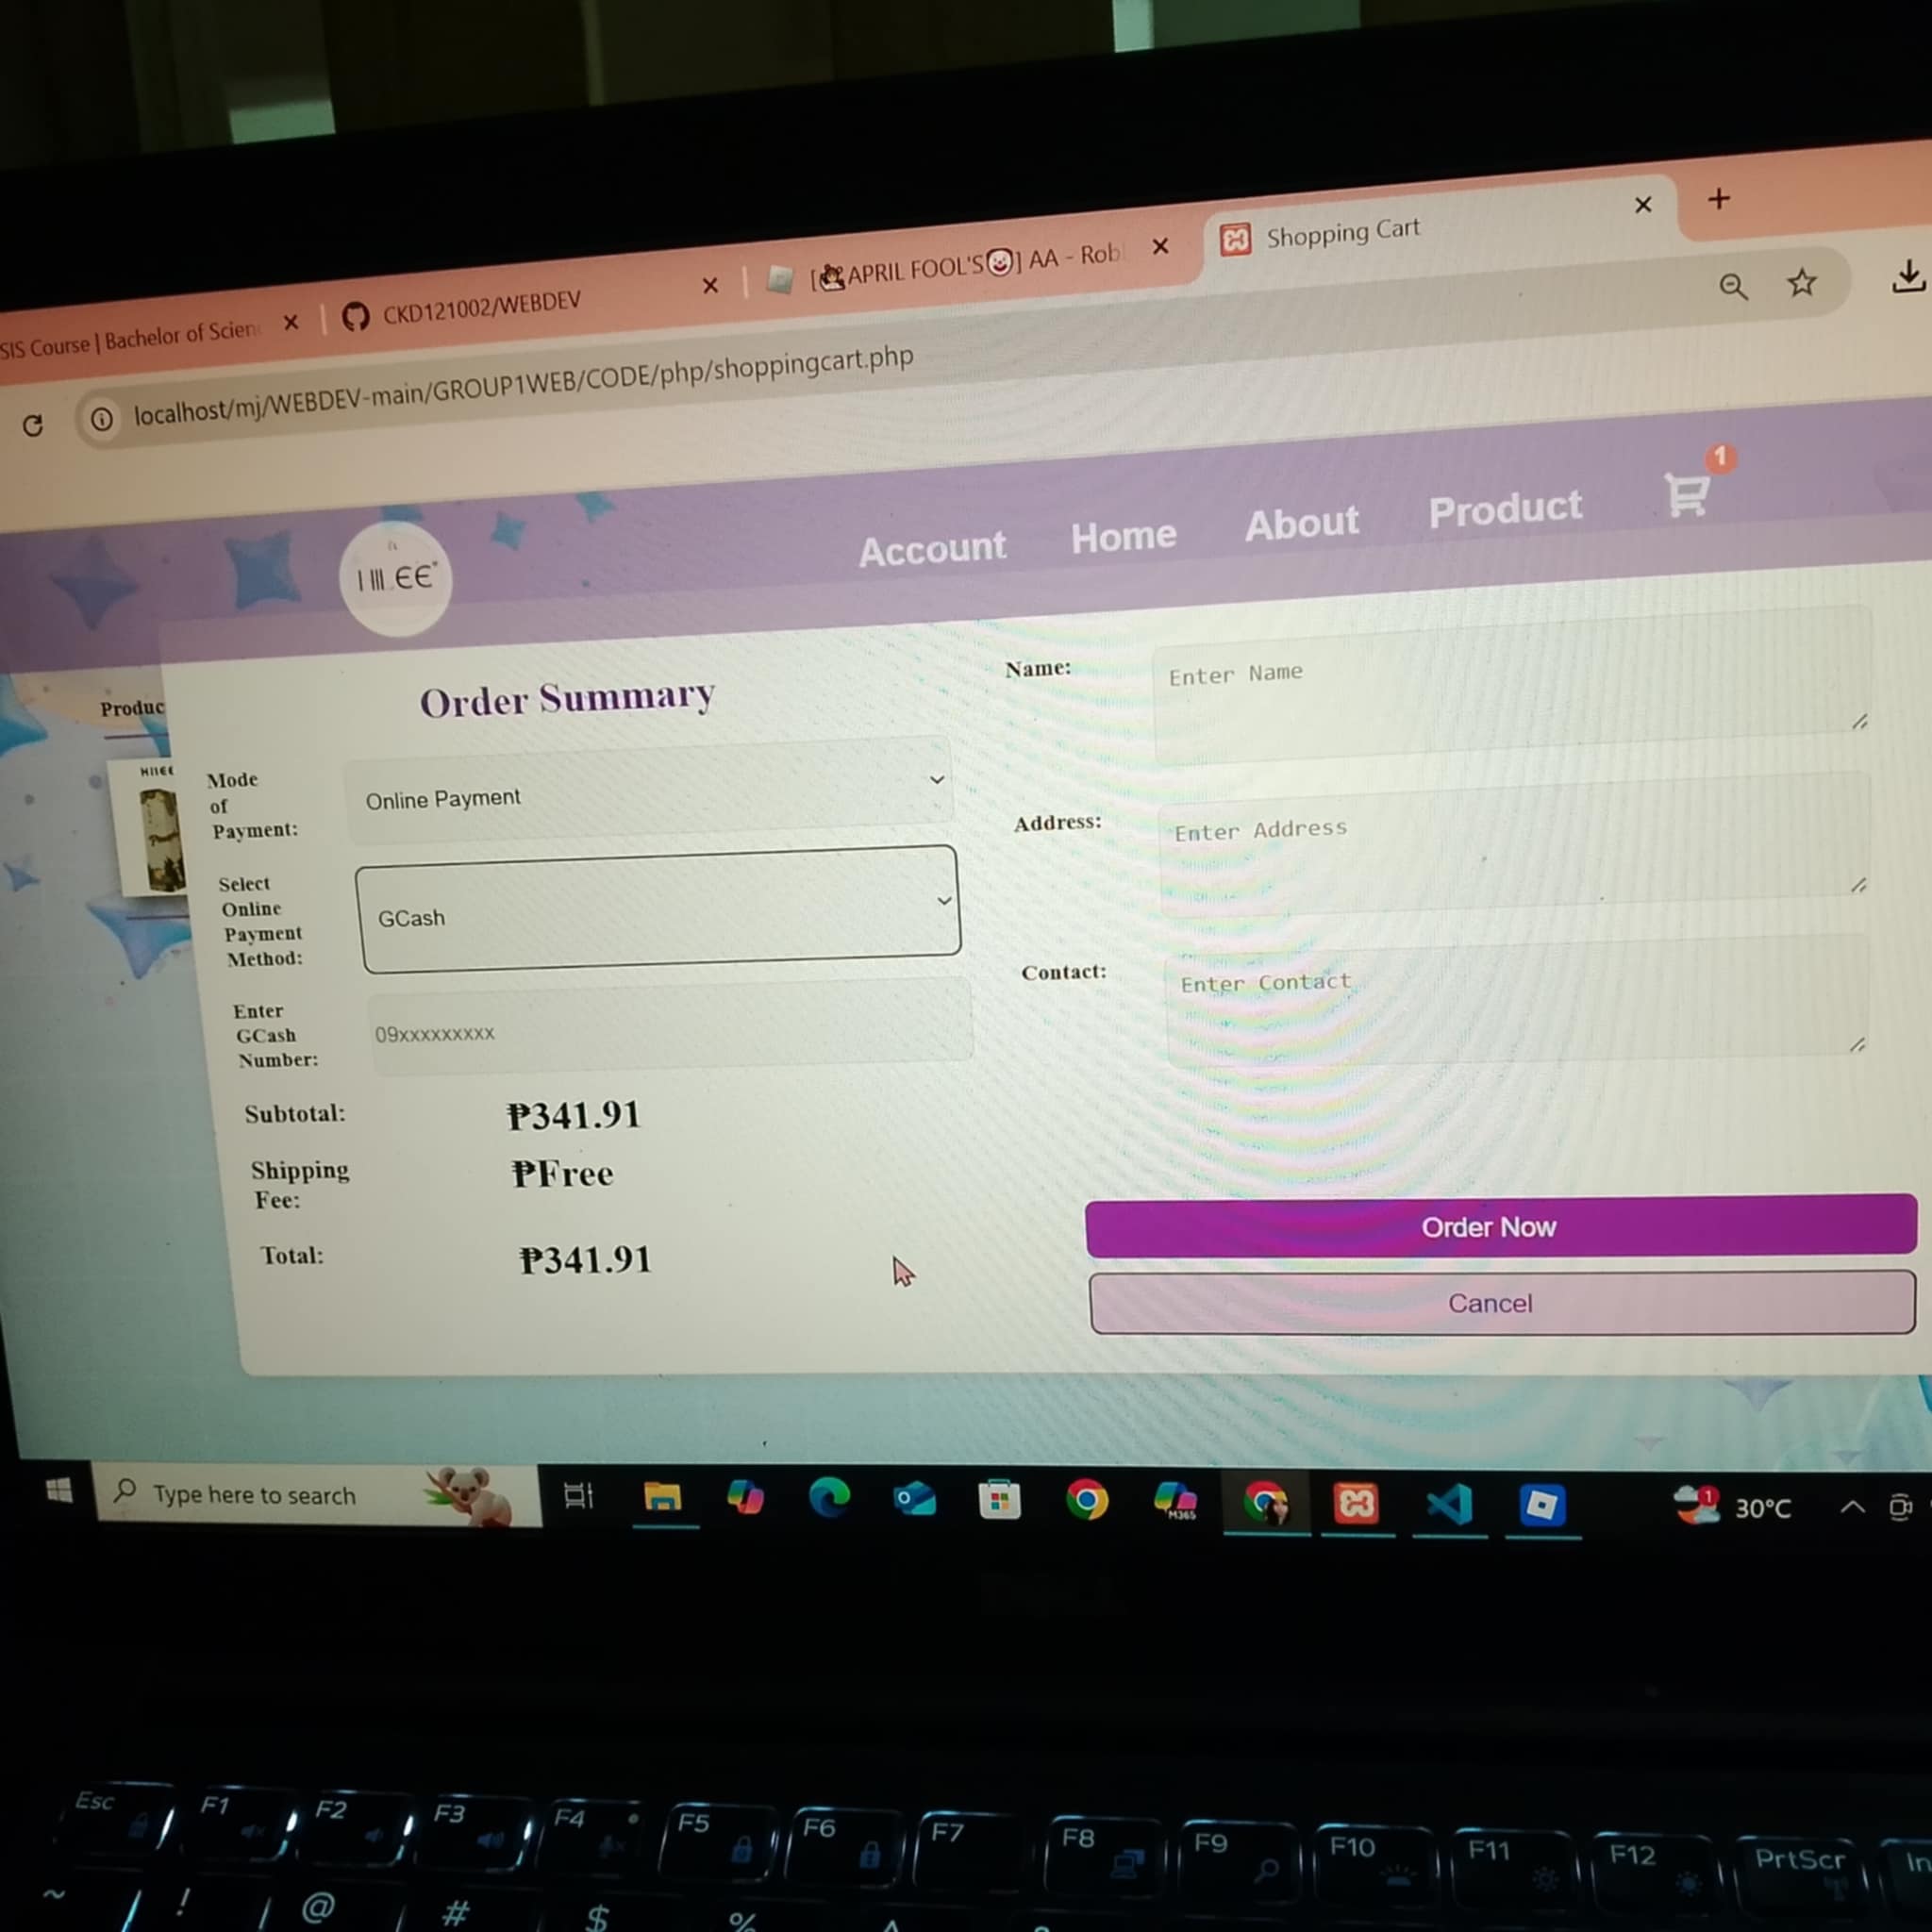 SIS Course | Bachelor of Scien
CKD121002/WEBDEV
[APRIL FOOL'S🤡] AA - Rob
Shopping Cart
localhost/mj/WEBDEV-main/GROUP1WEB/CODE/php/shoppingcart.php
Account Home About Product 1
Produc
Order Summary
Mode
of
Payment:
Online Payment
Select
Online
Payment
Method:
GCash
Enter
GCash
Number:
09xxxxxxxxx
Subtotal: ₱341.91
Shipping
Fee:
₱Free
Total: ₱341.91
Name: Enter Name
Address: Enter Address
Contact: Enter Contact
Order Now
Cancel
Type here to search
M365
1
30°C
Esc F1 F2 F3 F4 F5 F6 F7 F8 F9 F10 F11 F12 PrtScr In
~ ! @ # $ %